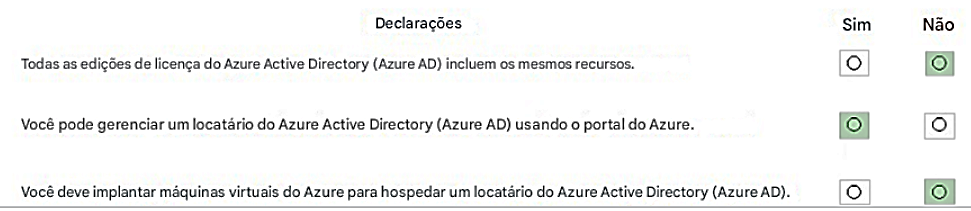 Declarações Sim Não
Todas as edições de licença do Azure Active Directory (Azure AD) incluem os mesmos recursos.
Você pode gerenciar um locatário do Azure Active Directory (Azure AD) usando o portal do Azure.
Você deve implantar máquinas virtuais do Azure para hospedar um locatário do Azure Active Directory (Azure AD).